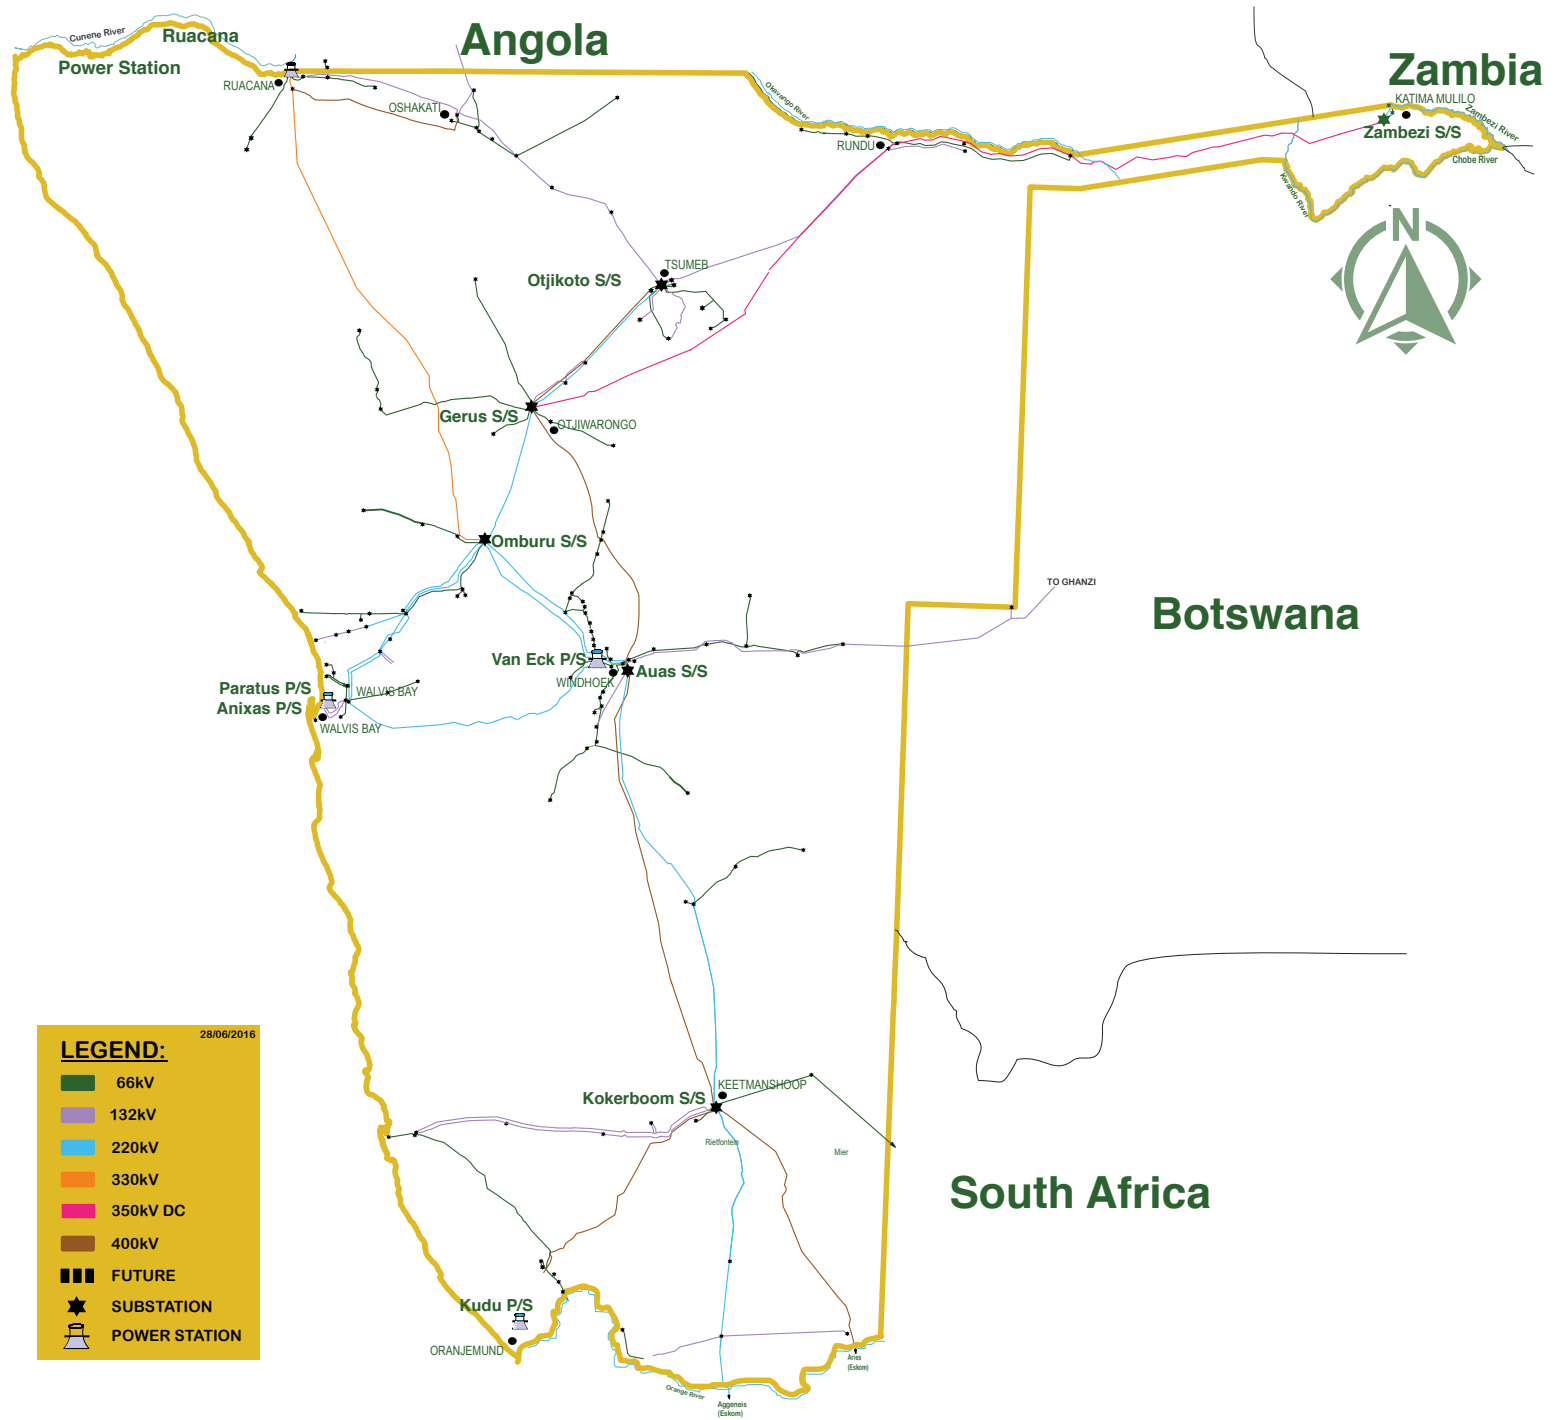 Cunene River
Ruacana
Power Station
Angola
Zambia
RUACANA
OSHAKATI
Okavango River
RUNDU
KATIMA MULILO
Zambezi River
Zambezi S/S
Chobe River
Kwando River
N
TSUMEB
Otjikoto S/S
Gerus S/S
OTJIWARONGO
Omburu S/S
TO GHANZI
Botswana
Van Eck P/S
WINDHOEK
Auas S/S
Paratus P/S
Anixas P/S
WALVIS BAY
WALVIS BAY
28/06/2016
LEGEND:
66kV
132kV
220kV
330kV
350kV DC
400kV
FUTURE
SUBSTATION
POWER STATION
KEETMANSHOOP
Kokerboom S/S
Rietfontein
Mier
South Africa
Kudu P/S
ORANJEMUND
Orange River
Aries
(Eskom)
Aggeneis
(Eskom)